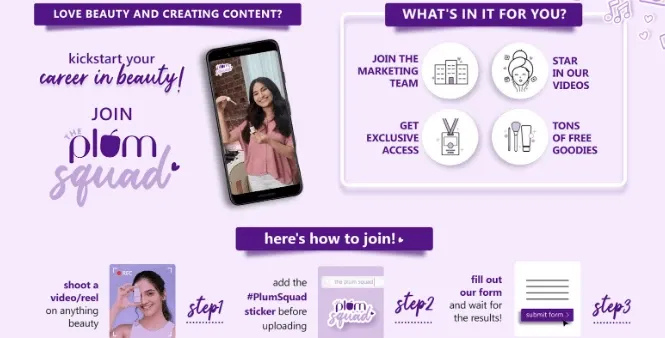 LOVE BEAUTY AND CREATING CONTENT?
kickstart your
career in beauty!
JOIN
THE
plum
squad
plum
squad
WHAT'S IN IT FOR YOU?
JOIN THE
MARKETING
TEAM
STAR
IN OUR
VIDEOS
GET
EXCLUSIVE
ACCESS
TONS
OF FREE
GOODIES
here's how to join!
REC
shoot a
video/reel
on anything
beauty
step1
add the
#PlumSquad
sticker before
uploading
the plum squad
plum
squad
step2
fill out
our form
and wait for
the results!
submit form >
step3